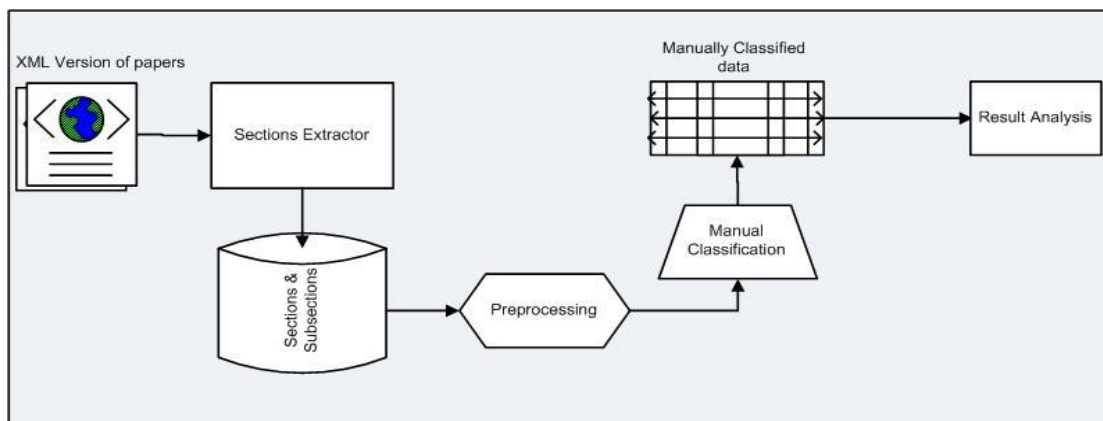 XML Version of papers
Sections Extractor
Sections &
Subsections
Preprocessing
Manual
Classification
Manually Classified
data
Result Analysis